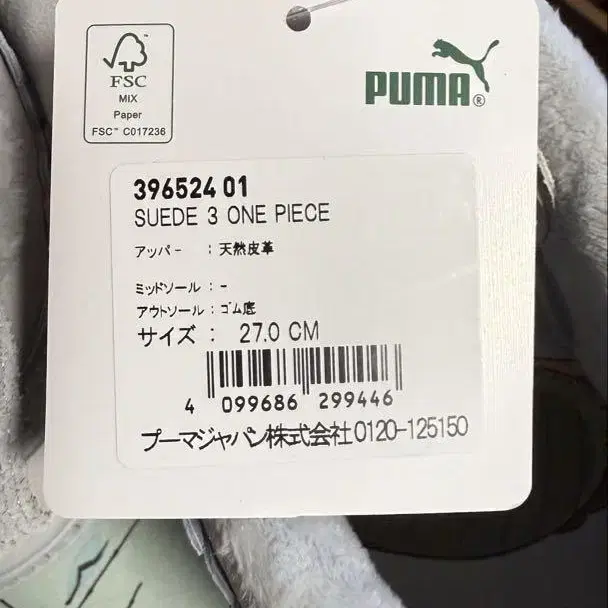 FSC
MIX
Paper
FSC™ C017236
PUMA®
396524 01
SUEDE 3 ONE PIECE
アッパー : 天然皮革
ミッドソール : -
アウトソール : ゴム底
サイズ : 27.0 CM
4 099686 299446
プーマジャパン株式会社 0120-125150